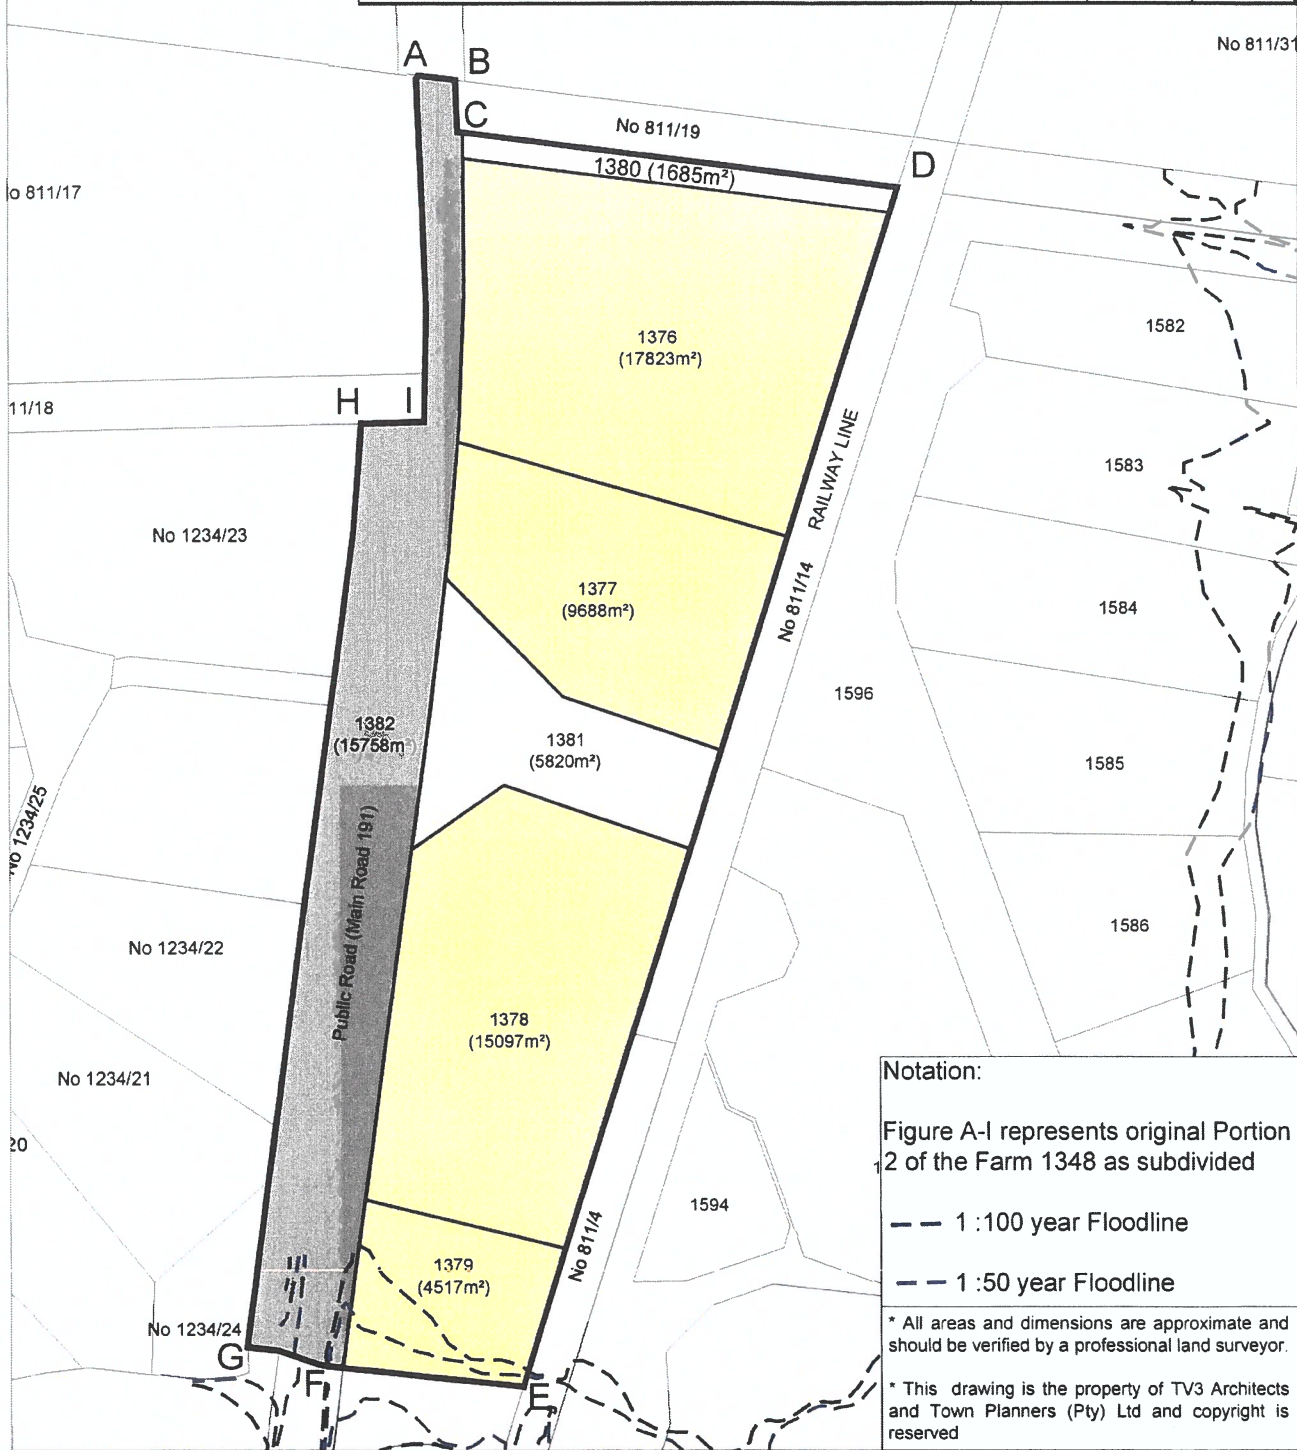 No 811/31
A
B
C
No 811/19
D
1380 (1685m²)
o 811/17
1582
1376
(17823m²)
H
I
11/18
RAILWAY LINE
1583
No 1234/23
1377
(9688m²)
No 811/14
1584
1596
1382
(15758m²
1381
(5820m²)
1585
No 1234/25
Public Road (Main Road 191)
1586
No 1234/22
1378
(15097m²)
No 1234/21
20
1594
No 811/4
1379
(4517m²)
No 1234/24
G
F
E
Notation:
Figure A-I represents original Portion
2 of the Farm 1348 as subdivided
1 :100 year Floodline
1 :50 year Floodline
* All areas and dimensions are approximate and
should be verified by a professional land surveyor.
* This drawing is the property of TV3 Architects
and Town Planners (Pty) Ltd and copyright is
reserved